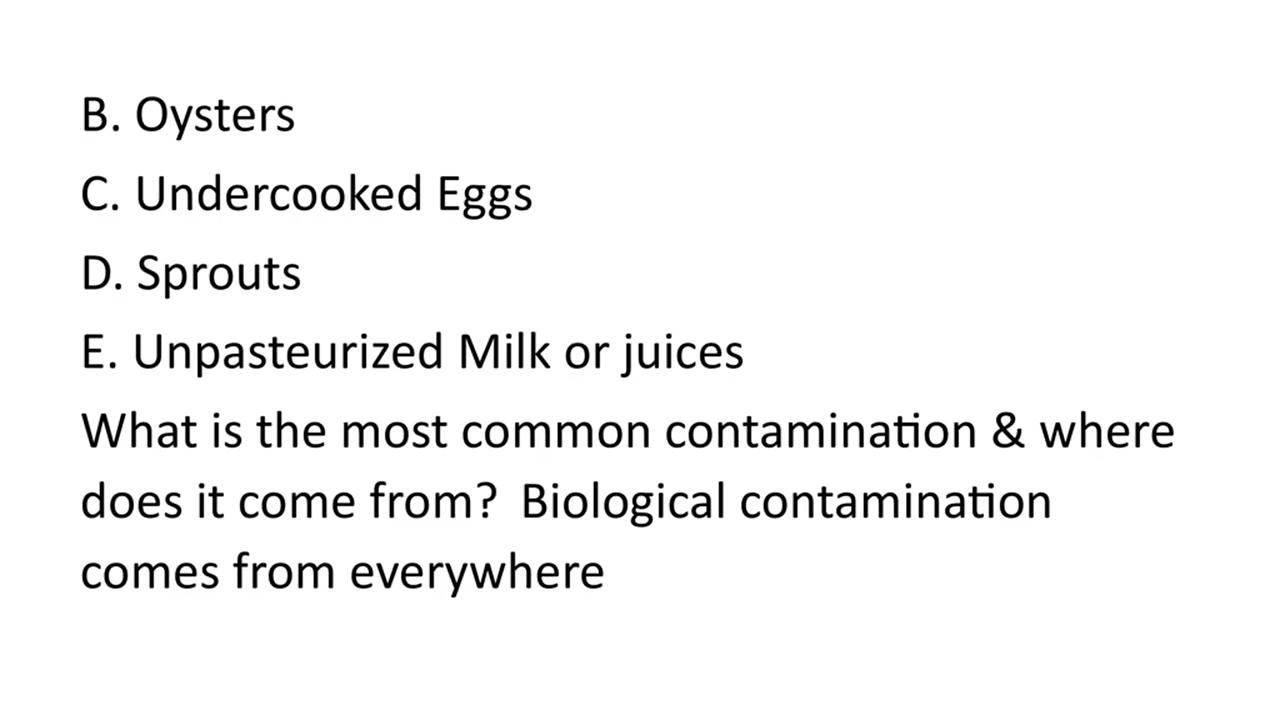 B. Oysters
C. Undercooked Eggs
D. Sprouts
E. Unpasteurized Milk or juices
What is the most common contamination & where
does it come from?  Biological contamination
comes from everywhere